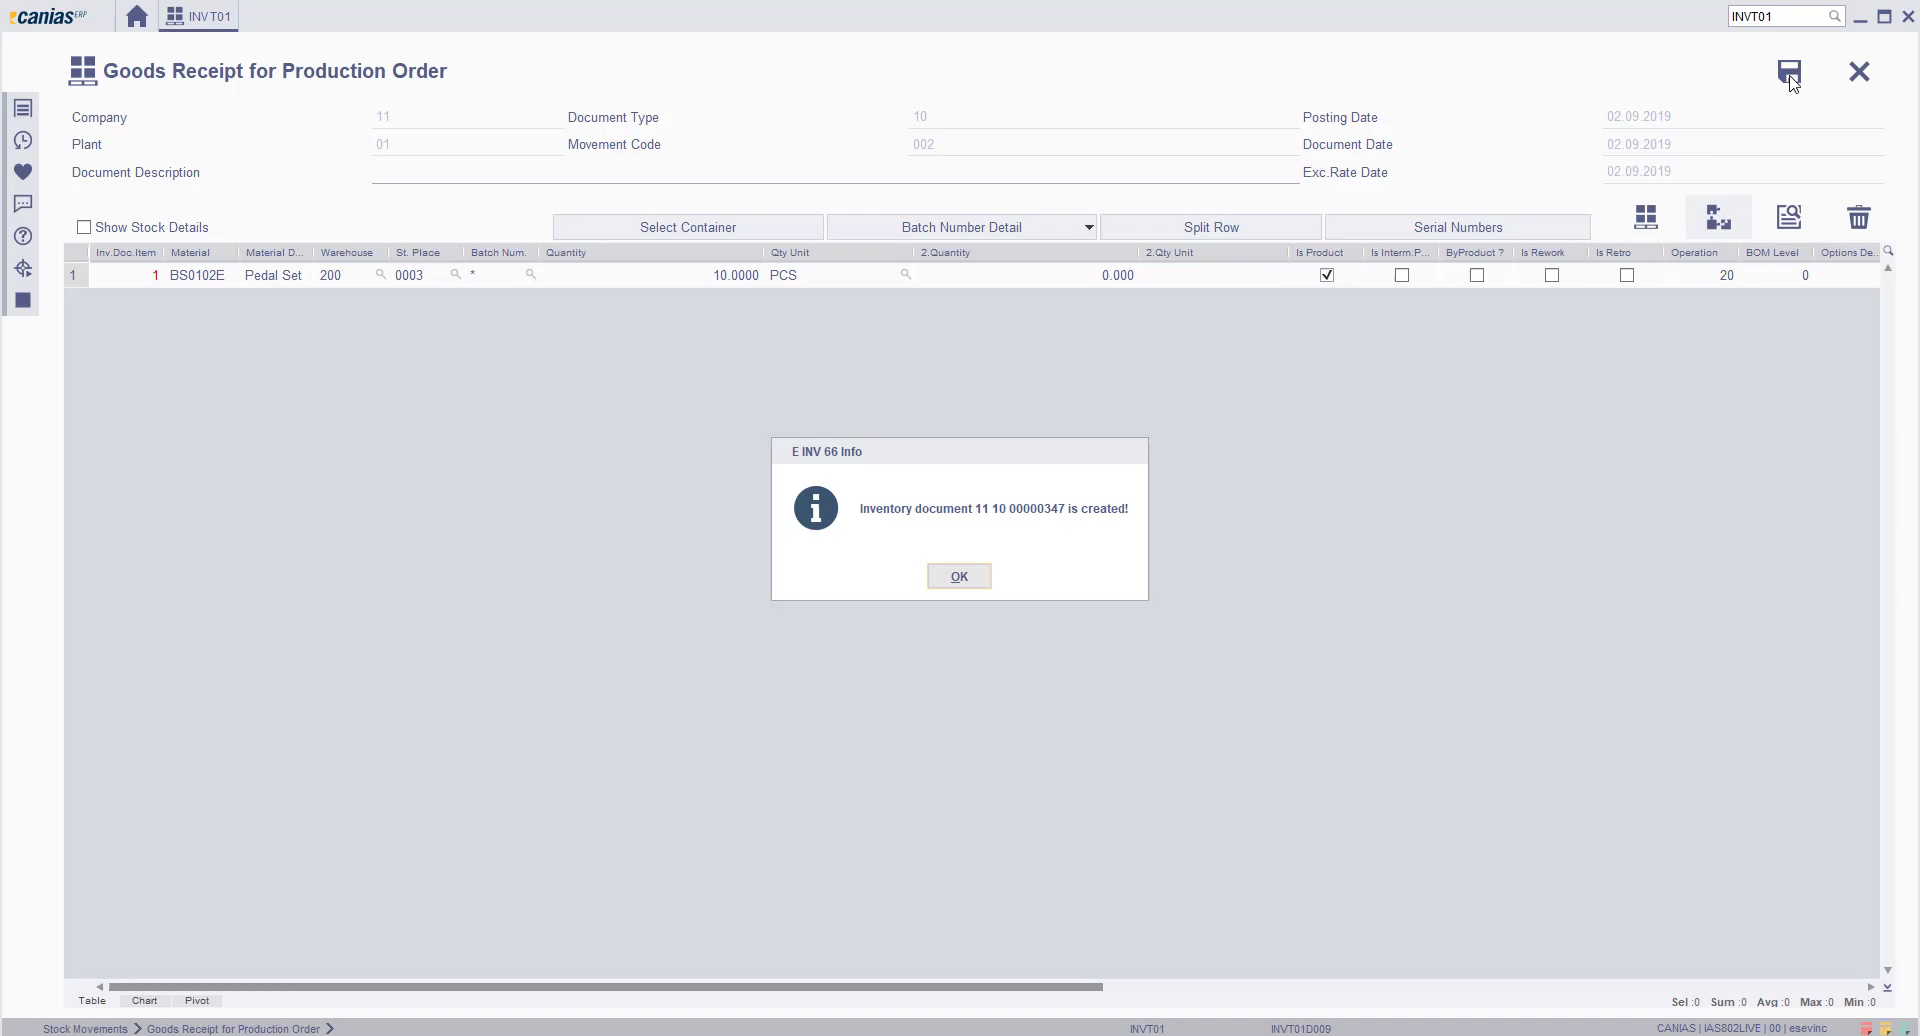 caniasERP
INVT01
INVT01
Goods Receipt for Production Order
Company 11 Document Type 10 Posting Date 02.09.2019
Plant 01 Movement Code 002 Document Date 02.09.2019
Document Description Exc.Rate Date 02.09.2019
Show Stock Details Select Container Batch Number Detail Split Row Serial Numbers
Inv.Doc.Item Material Material D... Warehouse St. Place Batch Num. Quantity Qty Unit 2.Quantity 2.Qty Unit Is Product Is Interm.P... ByProduct ? Is Rework Is Retro Operation BOM Level Options De...
1 1 BS0102E Pedal Set 200 0003 * 10.0000 PCS 0.000 20 0
E INV 66 Info
Inventory document 11 10 00000347 is created!
OK
Table Chart Pivot Sel :0 Sum :0 Avg :0 Max :0 Min :0
Stock Movements Goods Receipt for Production Order INVT01 INVT01D009 CANIAS | IAS802LIVE | 00 | esevinc